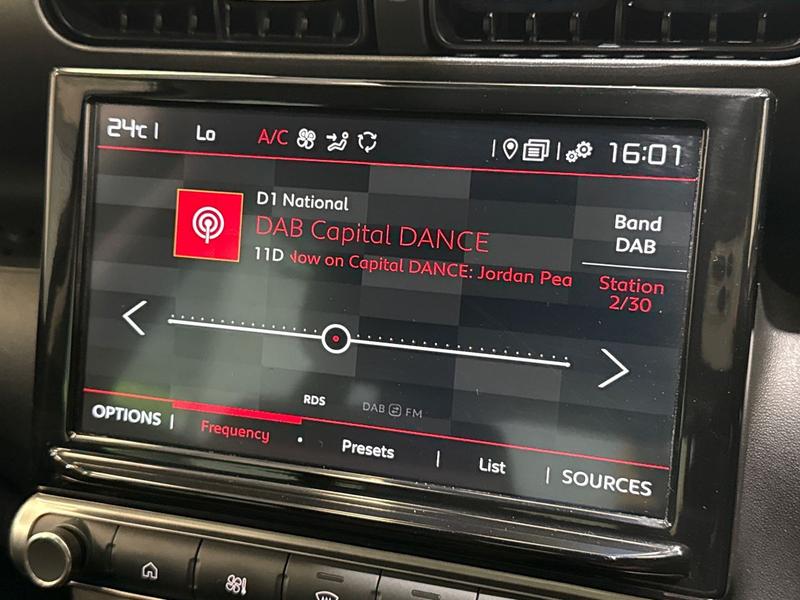 24°C Lo A/C 16:01
D1 National
DAB Capital DANCE
11D Now on Capital DANCE: Jordan Pea
Band
DAB
Station
2/30
RDS DAB FM
OPTIONS Frequency Presets List SOURCES